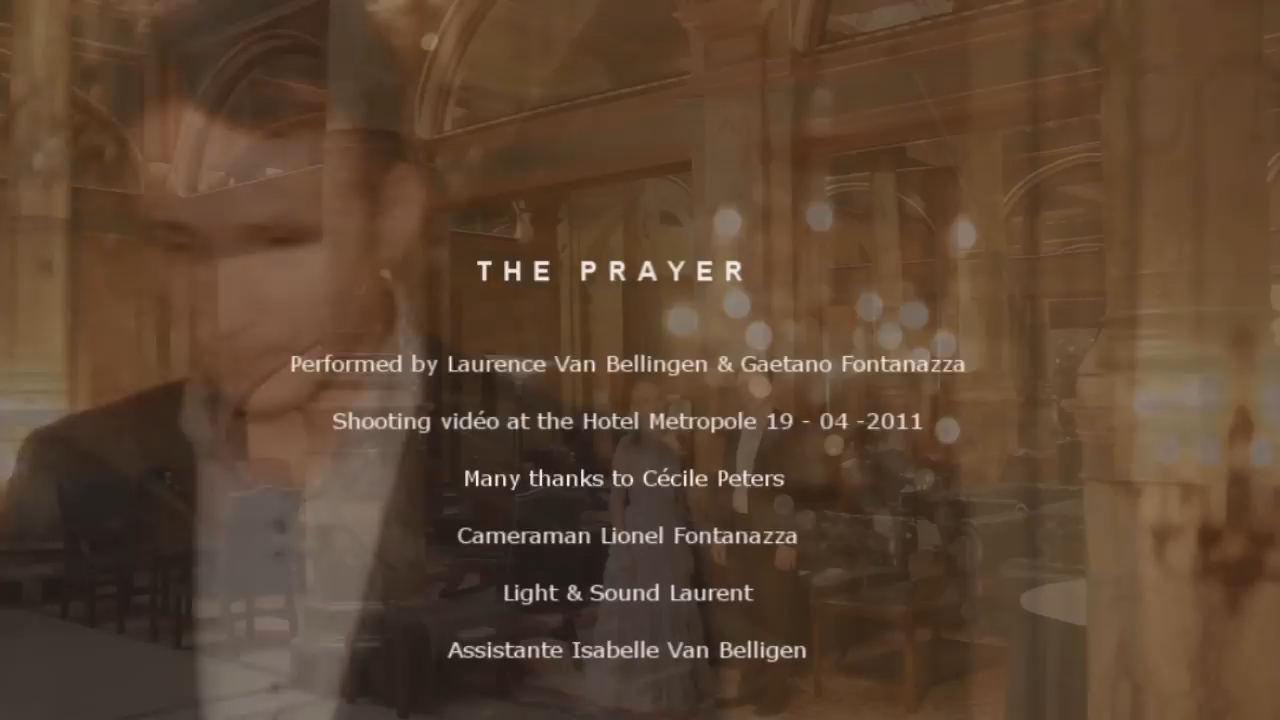 THE PRAYER
Performed by Laurence Van Bellingen & Gaetano Fontanazza
Shooting vidéo at the Hotel Metropole 19 - 04 -2011
Many thanks to Cécile Peters
Cameraman Lionel Fontanazza
Light & Sound Laurent
Assistante Isabelle Van Belligen